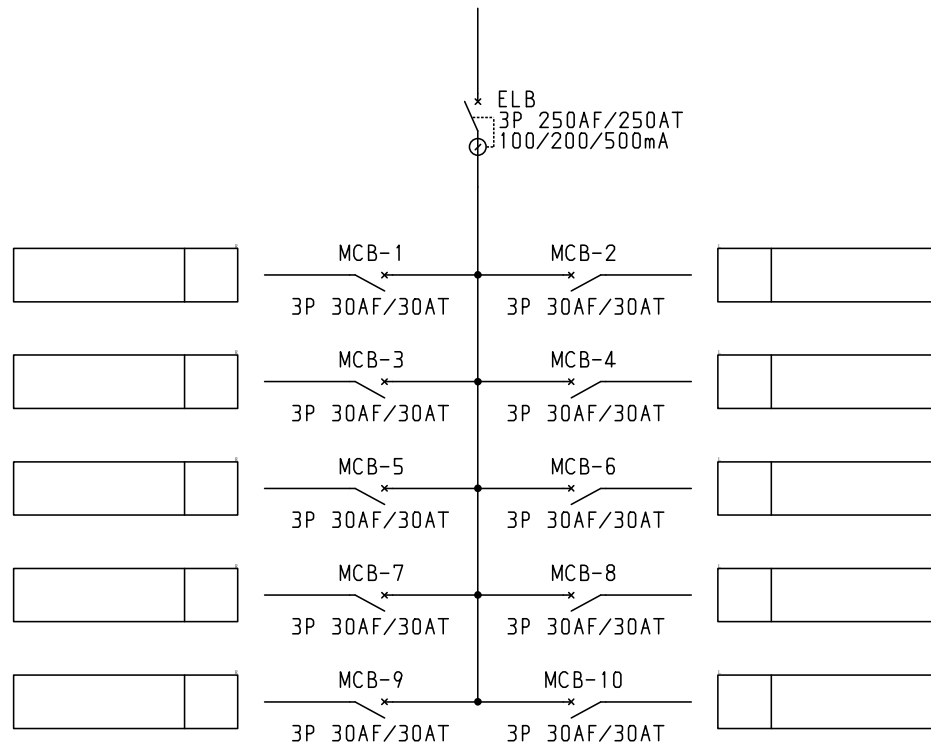 ELB
3P 250AF/250AT
100/200/500mA
MCB-1
3P 30AF/30AT
MCB-2
3P 30AF/30AT
MCB-3
3P 30AF/30AT
MCB-4
3P 30AF/30AT
MCB-5
3P 30AF/30AT
MCB-6
3P 30AF/30AT
MCB-7
3P 30AF/30AT
MCB-8
3P 30AF/30AT
MCB-9
3P 30AF/30AT
MCB-10
3P 30AF/30AT